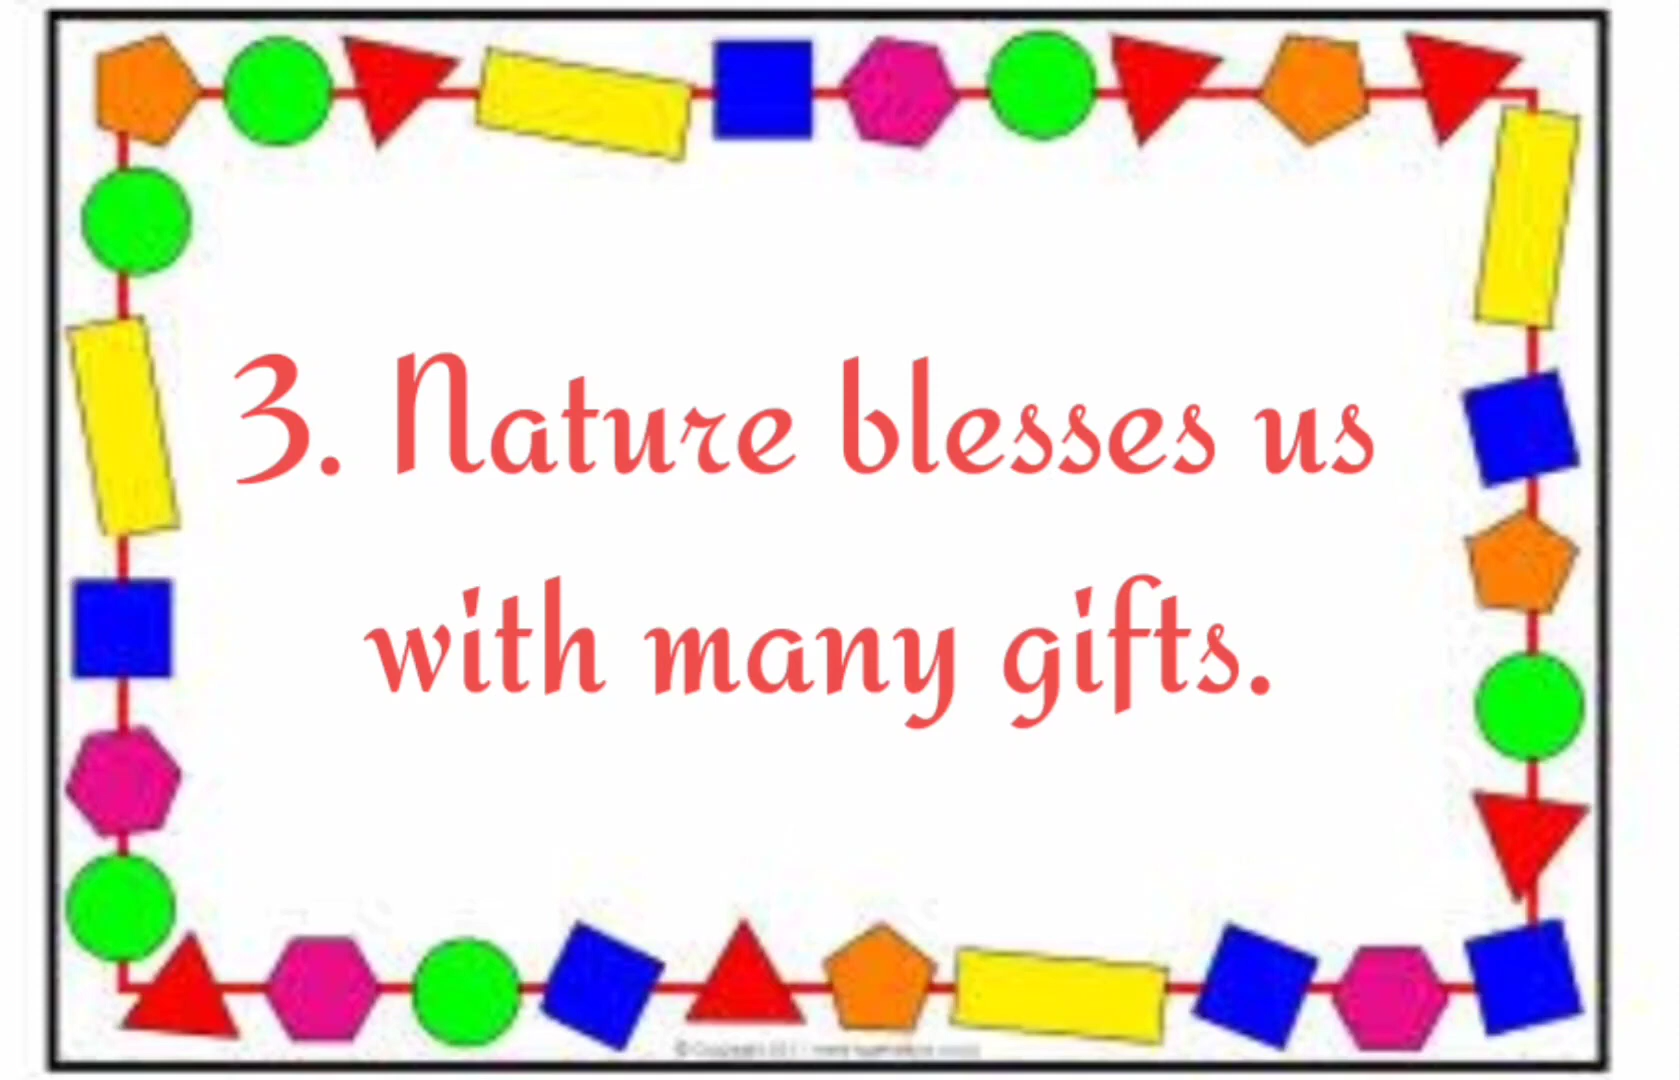 3. Nature blesses us
with many gifts.